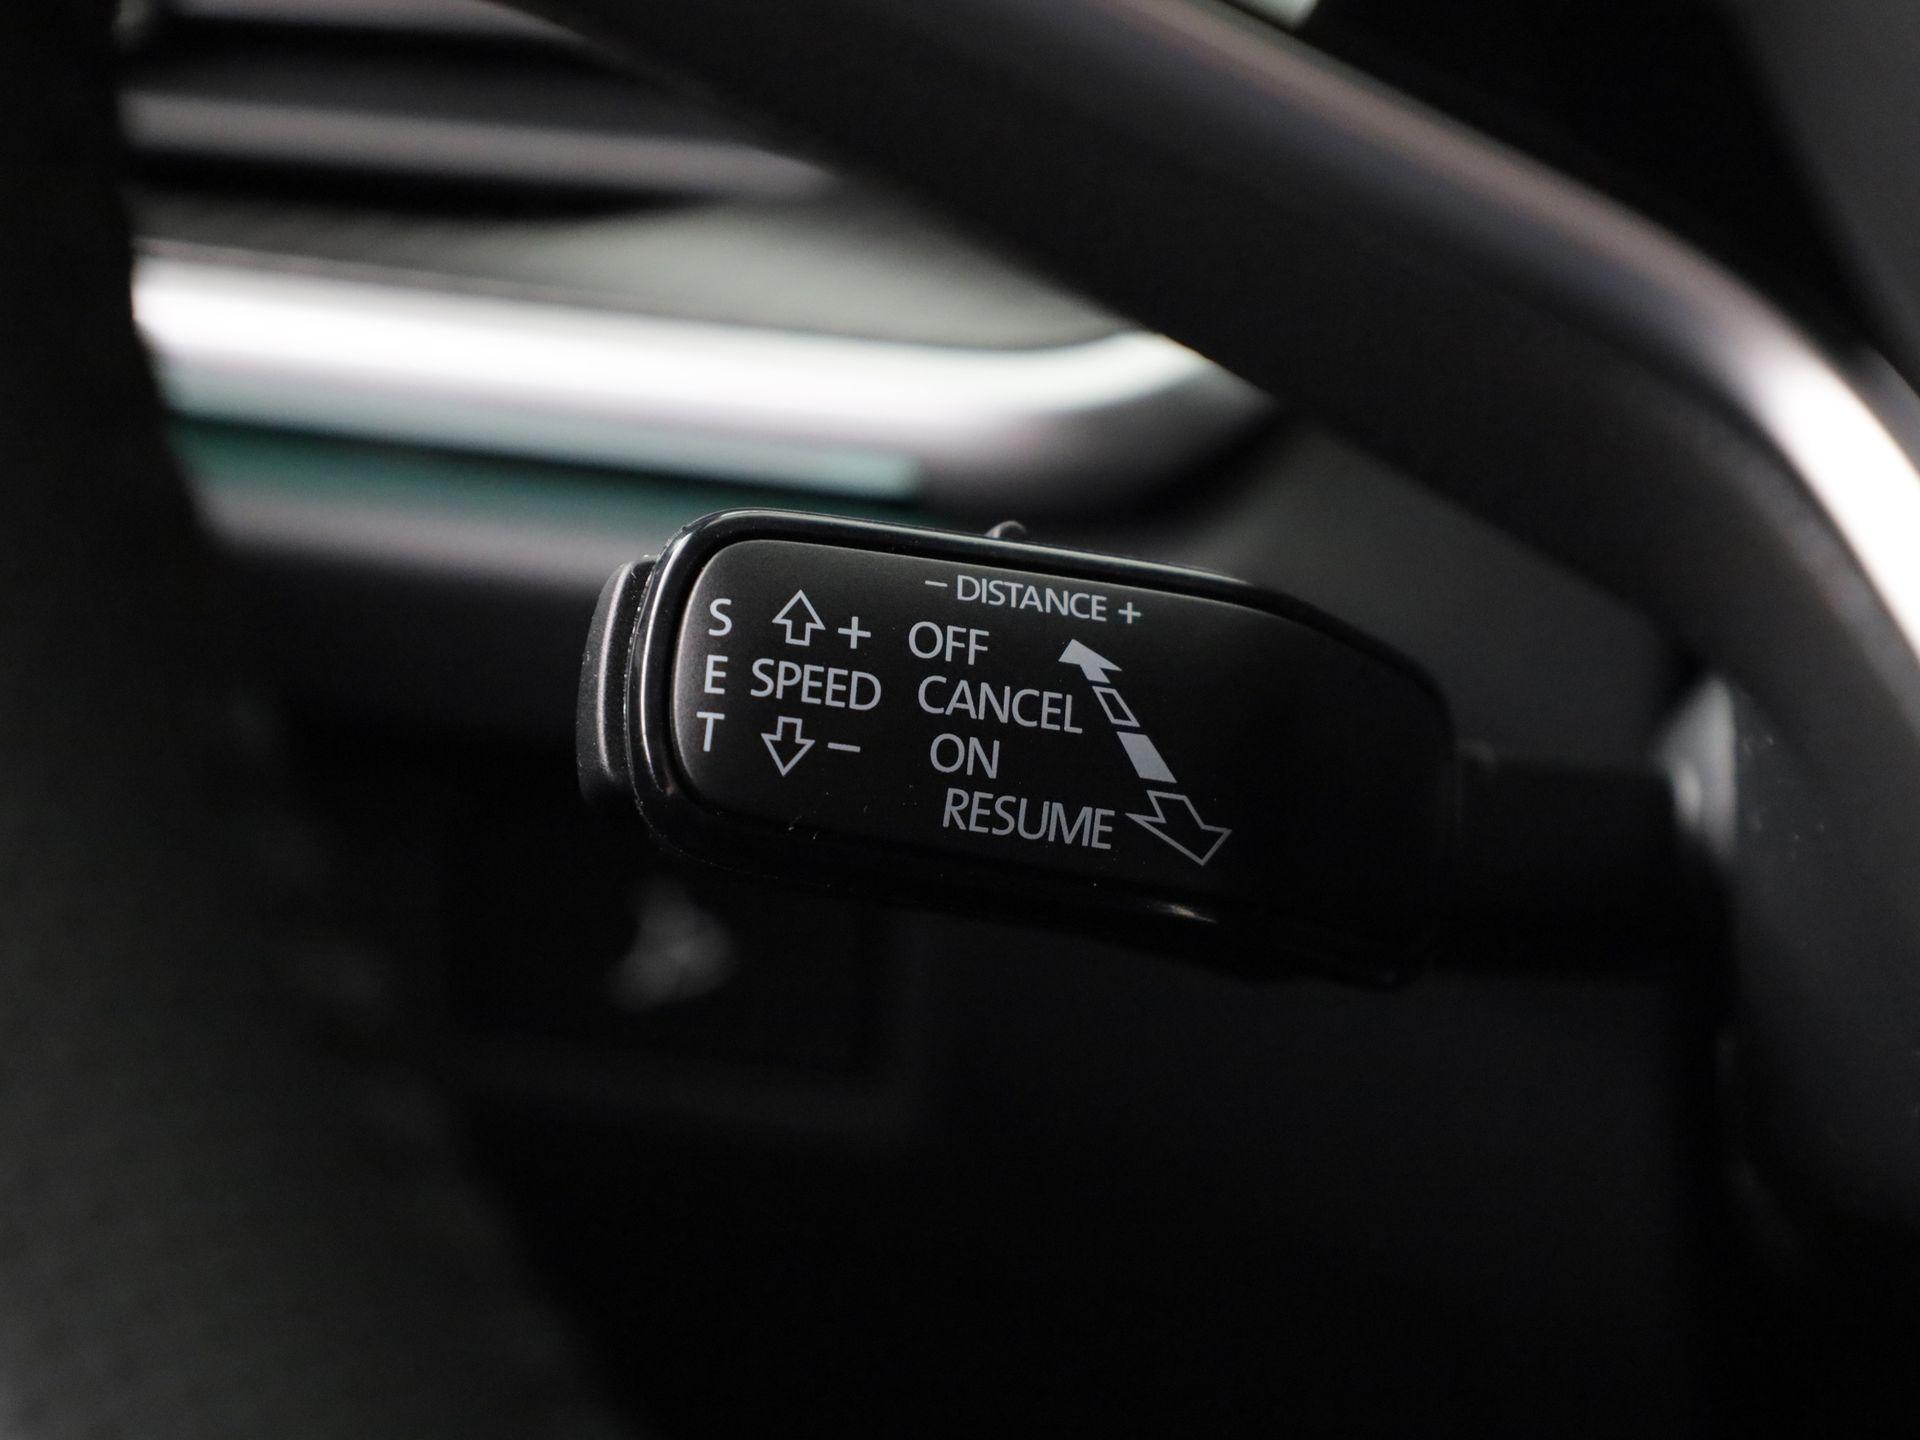 – DISTANCE +
S + OFF
E SPEED CANCEL
T – ON
RESUME